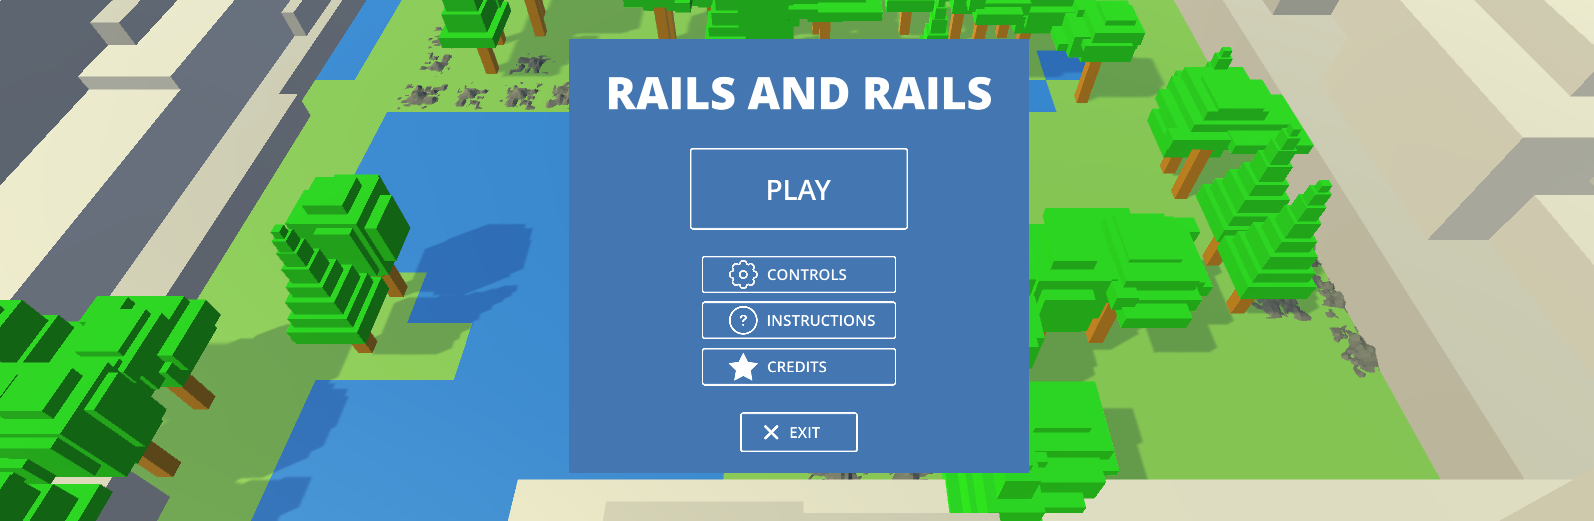 RAILS AND RAILS
PLAY
CONTROLS
? INSTRUCTIONS
CREDITS
EXIT